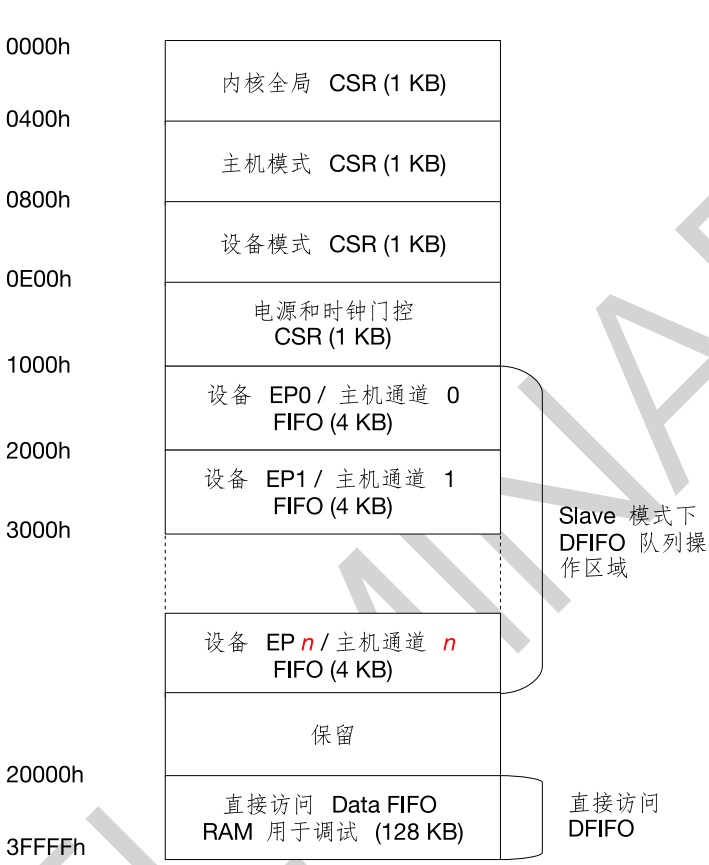 0000h
内核全局 CSR (1 KB)
0400h
主机模式 CSR (1 KB)
0800h
设备模式 CSR (1 KB)
0E00h
电源和时钟门控
CSR (1 KB)
1000h
设备 EP0 / 主机通道 0
FIFO (4 KB)
2000h
设备 EP1 / 主机通道 1
FIFO (4 KB)
3000h
Slave 模式下
DFIFO 队列操
作区域
设备 EP n / 主机通道 n
FIFO (4 KB)
保留
20000h
直接访问 Data FIFO
RAM 用于调试 (128 KB)
直接访问
DFIFO
3FFFFh